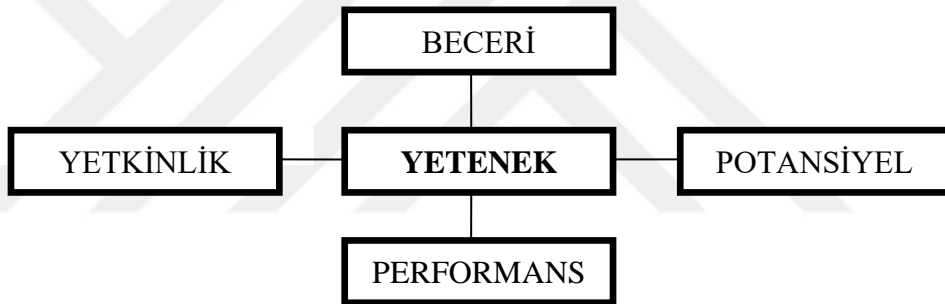 BECERİ
YETKİNLİK
YETENEK
POTANSİYEL
PERFORMANS